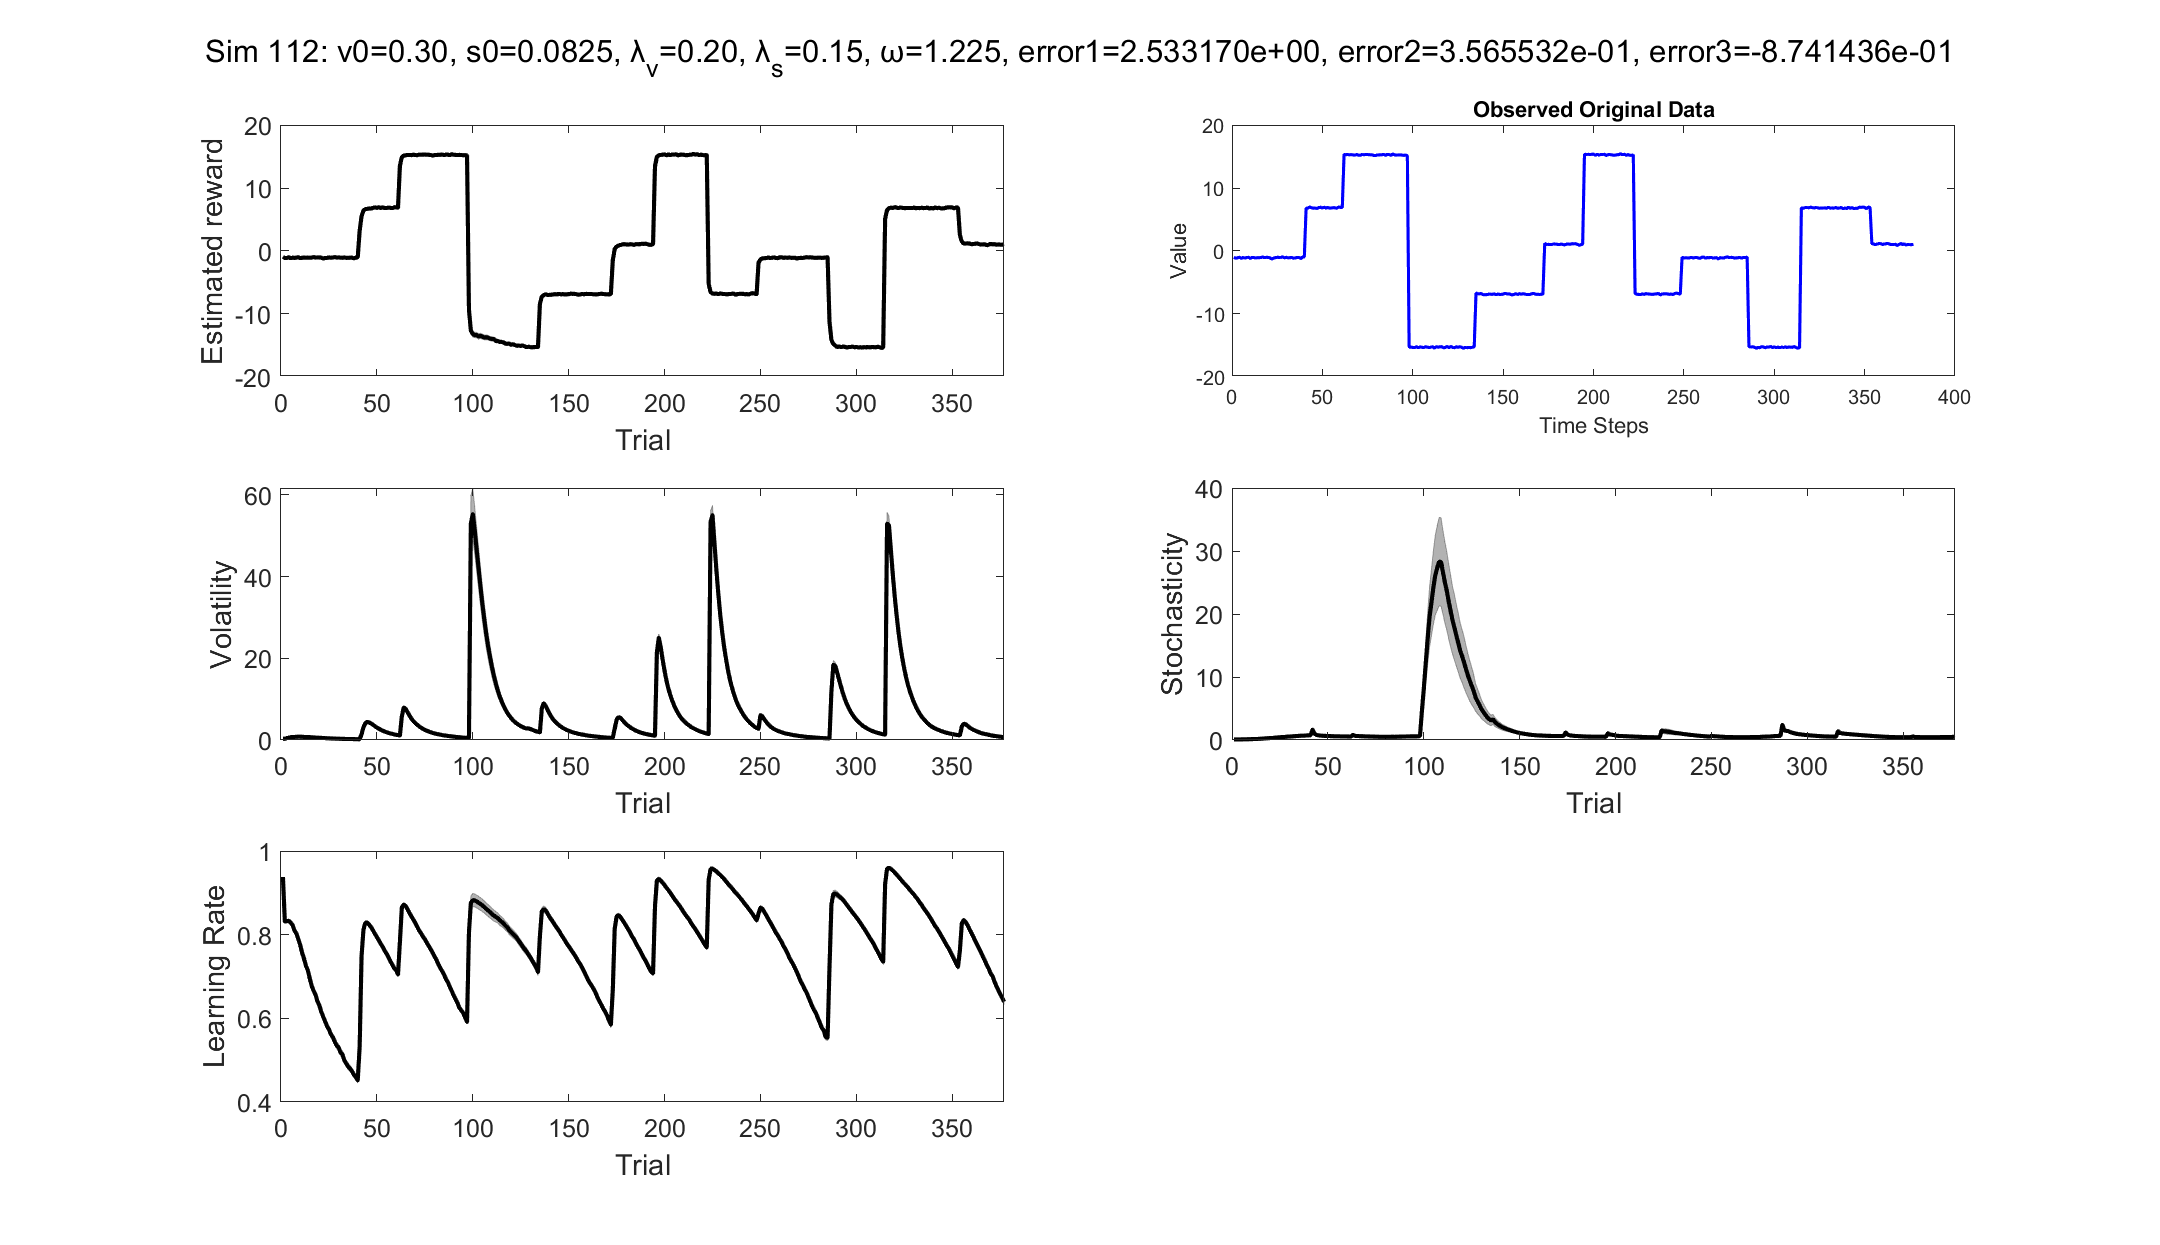 Sim 112: v0=0.30, s0=0.0825, λ_v=0.20, λ_s=0.15, ω=1.225, error1=2.533170e+00, error2=3.565532e-01, error3=-8.741436e-01
Estimated reward
20
10
0
-10
-20
0 50 100 150 200 250 300 350
Trial
Observed Original Data
Value
20
10
0
-10
-20
0 50 100 150 200 250 300 350 400
Time Steps
Volatility
60
40
20
0
0 50 100 150 200 250 300 350
Trial
Stochasticity
40
30
20
10
0
0 50 100 150 200 250 300 350
Trial
Learning Rate
1
0.8
0.6
0.4
0 50 100 150 200 250 300 350
Trial